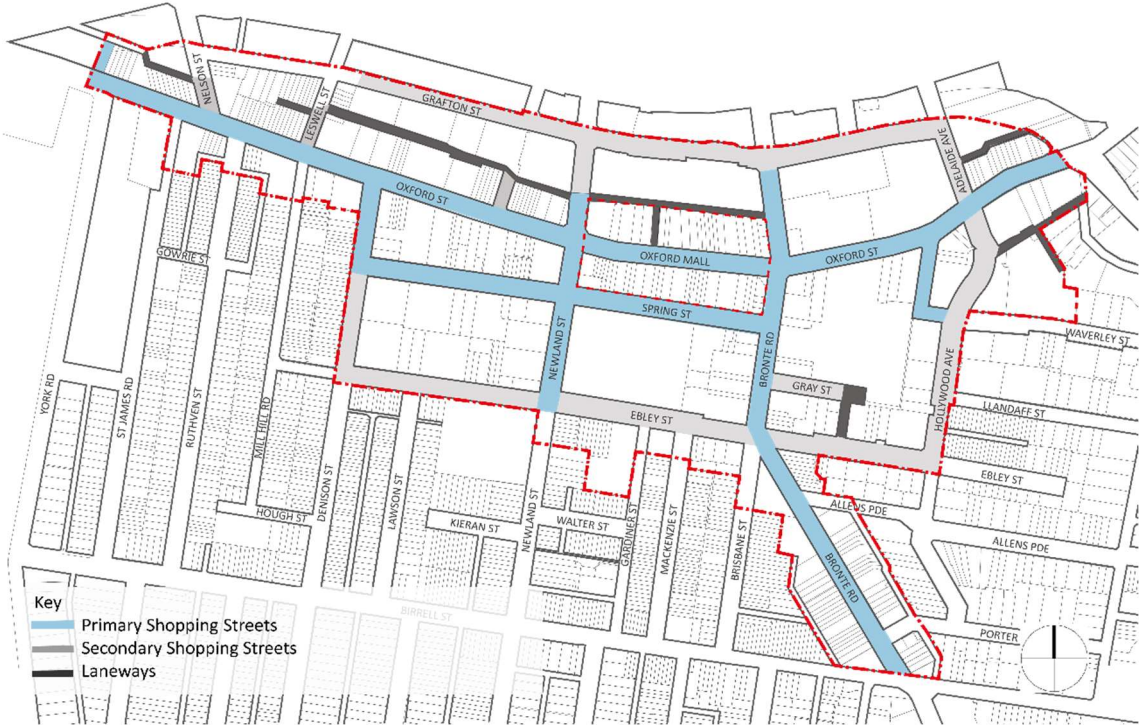 NELSON ST
LESWELL ST
GRAFTON ST
ADELAIDE AVE
OXFORD ST
OXFORD MALL
OXFORD ST
GOWRIE ST
SPRING ST
NEWLAND ST
BRONTE RD
WAVERLEY ST
HOLLYWOOD AVE
GRAY ST
LLANDAFF ST
YORK RD
ST JAMES RD
RUTHVEN ST
MILL HILL RD
EBLEY ST
EBLEY ST
DENISON ST
LAWSON ST
HOUGH ST
KIERAN ST
NEWLAND ST
WALTER ST
GARDINER ST
MACKENZIE ST
BRISBANE ST
ALLENS PDE
ALLENS PDE
BRONTE RD
PORTER
BIRRELL ST
Key
Primary Shopping Streets
Secondary Shopping Streets
Laneways